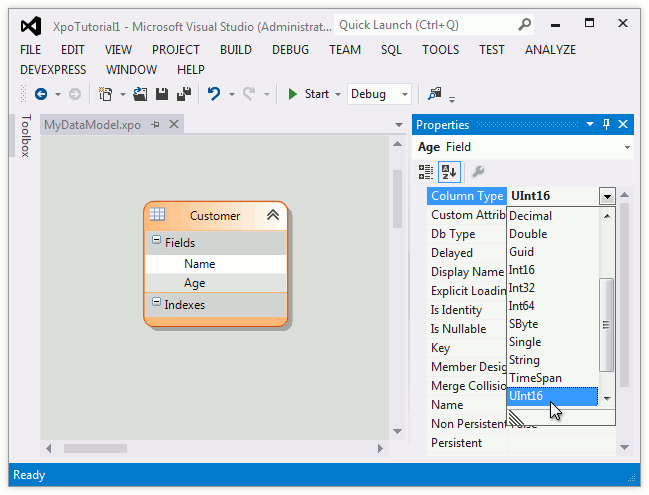 XpoTutorial1 - Microsoft Visual Studio (Administrat...
Quick Launch (Ctrl+Q)
FILE EDIT VIEW PROJECT BUILD DEBUG TEAM SQL TOOLS TEST ANALYZE
DEVEXPRESS WINDOW HELP
Start Debug
Toolbox
MyDataModel.xpo
Customer
Fields
Name
Age
Indexes
Properties
Age Field
Column Type UInt16
Custom Attrib
Db Type
Delayed
Display Name
Explicit Loadin
Is Identity
Is Nullable
Key
Member Desig
Merge Collisio
Name
Non Persistent False
Persistent
Decimal
Double
Guid
Int16
Int32
Int64
SByte
Single
String
TimeSpan
UInt16
Ready